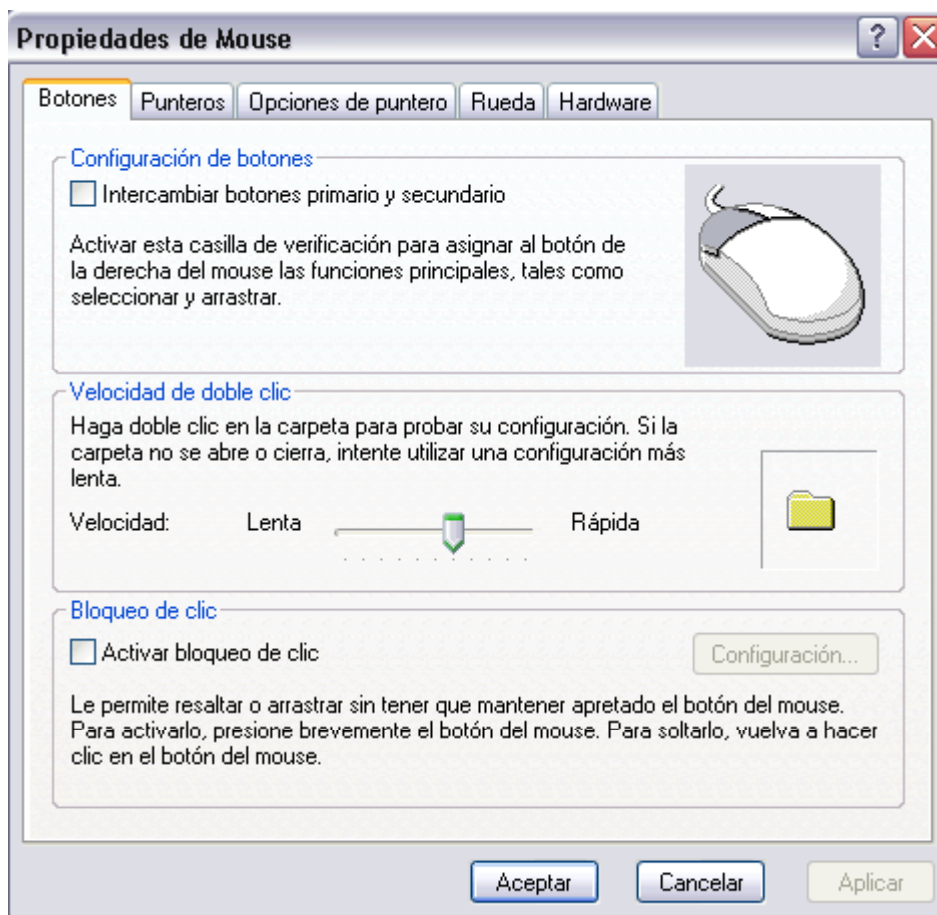 Propiedades de Mouse
?
Botones Punteros Opciones de puntero Rueda Hardware
Configuración de botones
Intercambiar botones primario y secundario
Activar esta casilla de verificación para asignar al botón de
la derecha del mouse las funciones principales, tales como
seleccionar y arrastrar.
Velocidad de doble clic
Haga doble clic en la carpeta para probar su configuración. Si la
carpeta no se abre o cierra, intente utilizar una configuración más
lenta.
Velocidad: Lenta Rápida
Bloqueo de clic
Activar bloqueo de clic
Configuración...
Le permite resaltar o arrastrar sin tener que mantener apretado el botón del mouse.
Para activarlo, presione brevemente el botón del mouse. Para soltarlo, vuelva a hacer
clic en el botón del mouse.
Aceptar Cancelar Aplicar